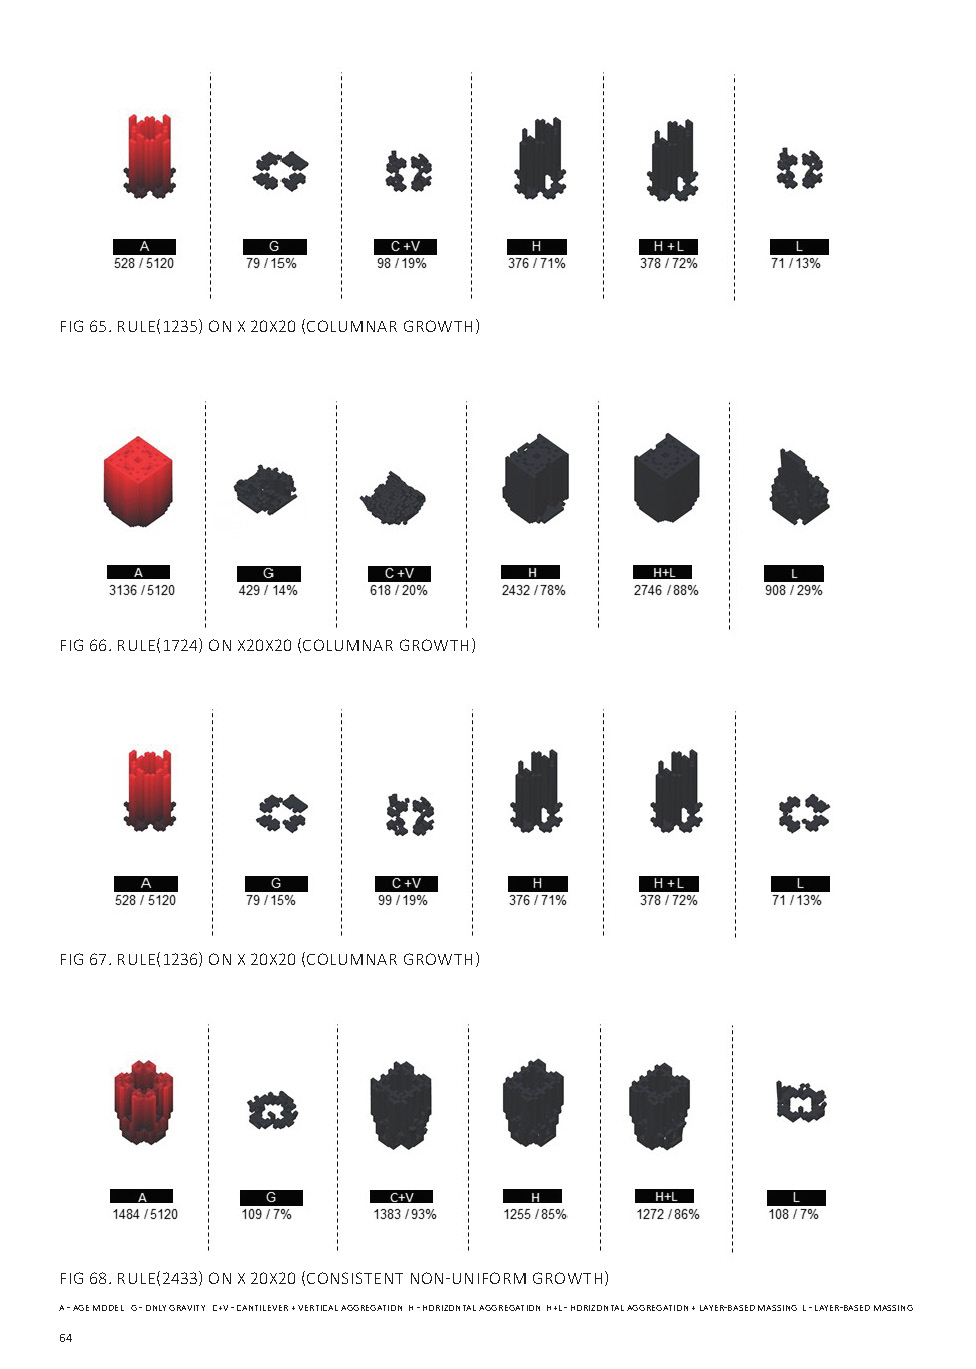 A G C +V H H + L L
528 / 5120 79 / 15% 98 / 19% 376 / 71% 378 / 72% 71 / 13%
FIG 65. RULE(1235) ON X 20X20 (COLUMNAR GROWTH)
A G C +V H H+L L
3136 / 5120 429 / 14% 618 / 20% 2432 / 78% 2746 / 88% 908 / 29%
FIG 66. RULE(1724) ON X20X20 (COLUMNAR GROWTH)
A G C +V H H + L L
528 / 5120 79 / 15% 99 / 19% 376 / 71% 378 / 72% 71 / 13%
FIG 67. RULE(1236) ON X 20X20 (COLUMNAR GROWTH)
A G C+V H H+L L
1484 / 5120 109 / 7% 1383 / 93% 1255 / 85% 1272 / 86% 108 / 7%
FIG 68. RULE(2433) ON X 20X20 (CONSISTENT NON-UNIFORM GROWTH)
A - AGE MODEL G - ONLY GRAVITY C+V - CANTILEVER + VERTICAL AGGREGATION H - HORIZONTAL AGGREGATION H+L - HORIZONTAL AGGREGATION + LAYER-BASED MASSING L - LAYER-BASED MASSING
64